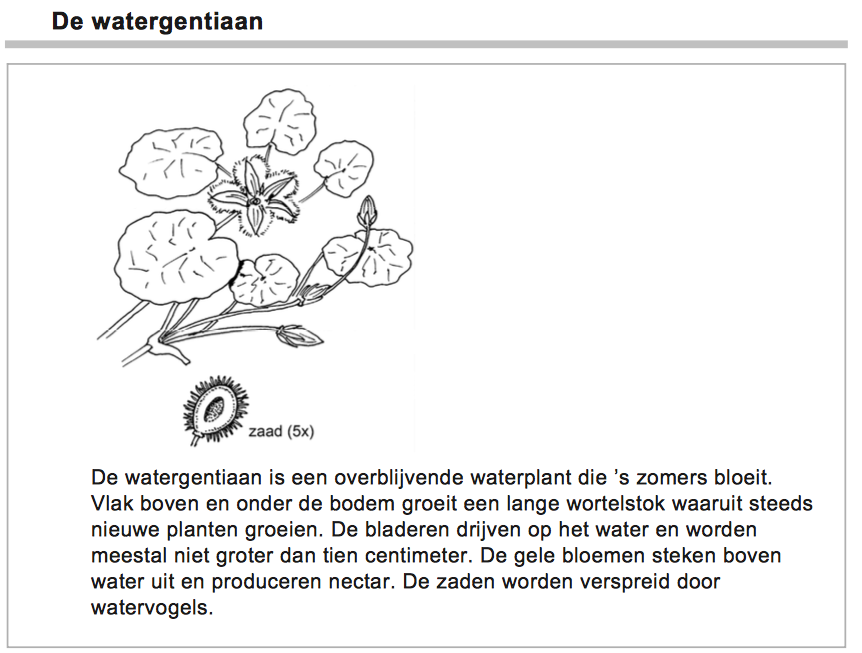 De watergentiaan
zaad (5x)
De watergentiaan is een overblijvende waterplant die ’s zomers bloeit.
Vlak boven en onder de bodem groeit een lange wortelstok waaruit steeds
nieuwe planten groeien. De bladeren drijven op het water en worden
meestal niet groter dan tien centimeter. De gele bloemen steken boven
water uit en produceren nectar. De zaden worden verspreid door
watervogels.